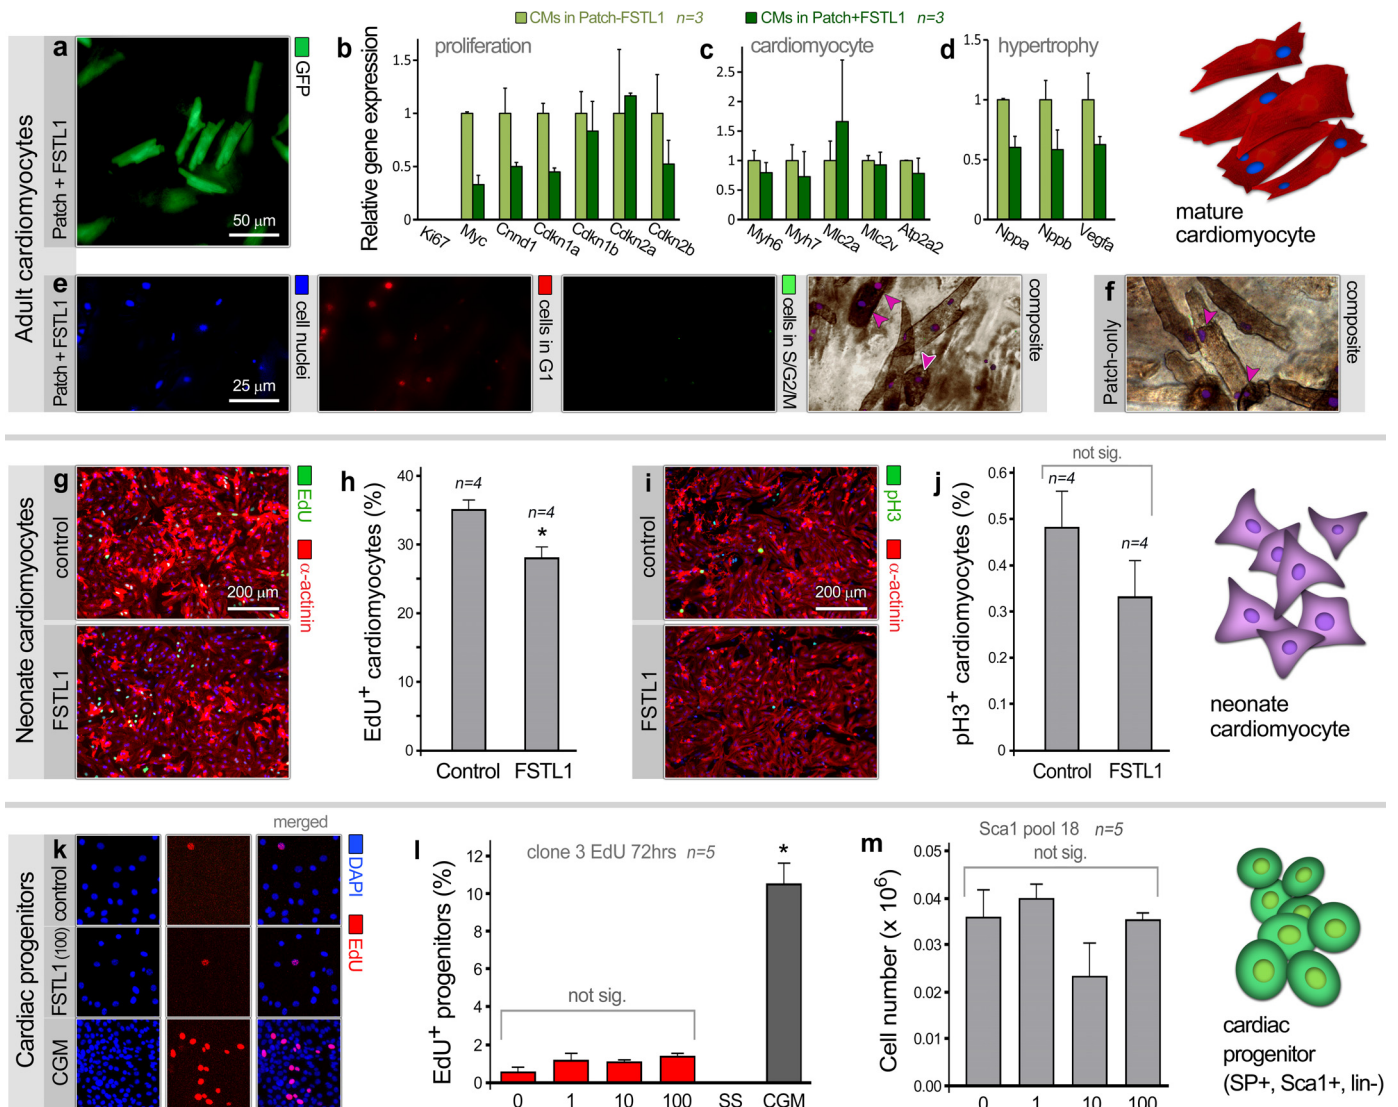 CMs in Patch-FSTL1 n=3
CMs in Patch+FSTL1 n=3
Adult cardiomyocytes
Patch + FSTL1
a
GFP
50 µm
b
proliferation
Relative gene expression
1.5
1
0.5
0
Ki67
Myc
Cnnd1
Cdkn1a
Cdkn1b
Cdkn2a
Cdkn2b
c
cardiomyocyte
2.5
2
1.5
1
0.5
0
Myh6
Myh7
Mlc2a
Mlc2v
Atp2a2
d
hypertrophy
1.5
1
0.5
0
Nppa
Nppb
Vegfa
mature
cardiomyocyte
Patch + FSTL1
e
25 µm
cell nuclei
cells in G1
cells in S/G2/M
composite
Patch-only
f
composite
Neonate cardiomyocytes
control
FSTL1
g
200 µm
EdU
α-actinin
h
EdU+ cardiomyocytes (%)
40
30
20
10
0
n=4
n=4
*
Control
FSTL1
control
FSTL1
i
200 µm
pH3
α-actinin
j
not sig.
pH3+ cardiomyocytes (%)
0.6
0.5
0.4
0.3
0.2
0.1
0
n=4
n=4
Control
FSTL1
neonate
cardiomyocyte
Cardiac progenitors
control
FSTL1 (100)
CGM
k
merged
DAPI
EdU
l
clone 3 EdU 72hrs n=5
EdU+ progenitors (%)
12
10
8
6
4
2
0
not sig.
*
0
1
10
100
SS
CGM
m
Sca1 pool 18 n=5
not sig.
Cell number (x 10⁶)
0.05
0.04
0.03
0.02
0.01
0.00
0
1
10
100
cardiac
progenitor
(SP+, Sca1+, lin-)